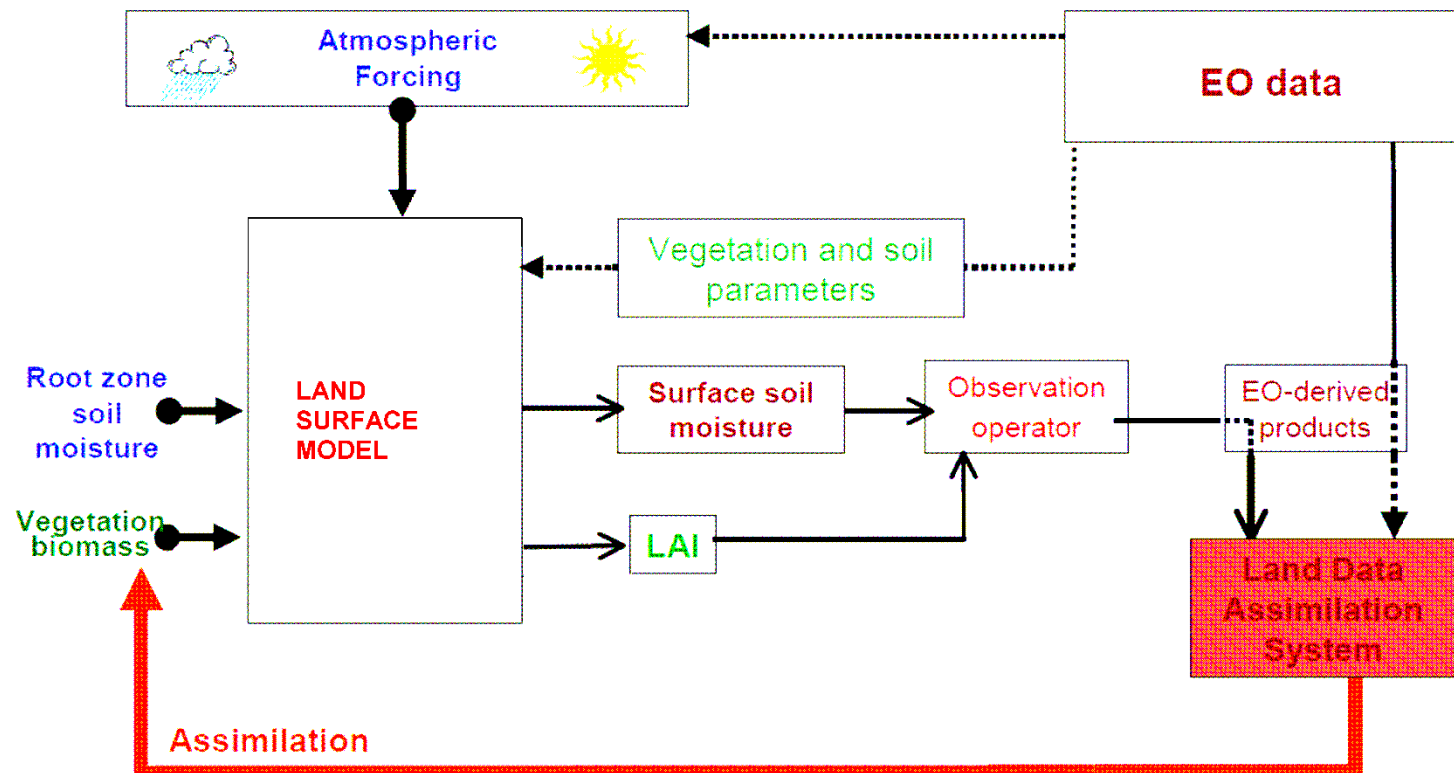 Atmospheric
Forcing
EO data
Vegetation and soil
parameters
Root zone
soil
moisture
LAND
SURFACE
MODEL
Surface soil
moisture
Observation
operator
EO-derived
products
Vegetation
biomass
LAI
Land Data
Assimilation
System
Assimilation